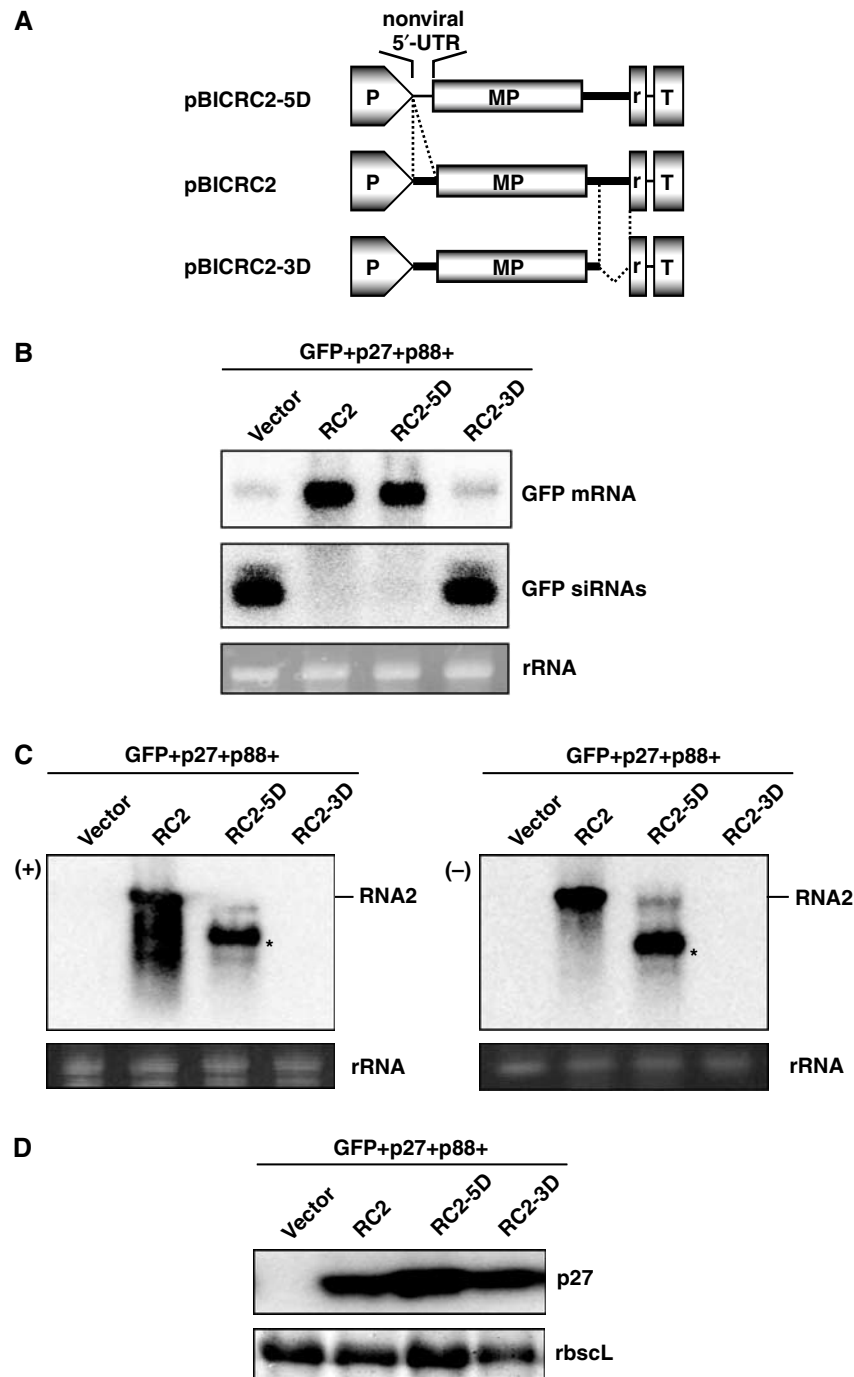 A
nonviral
5′-UTR
pBICRC2-5D
P MP r T
pBICRC2
P MP r T
pBICRC2-3D
P MP r T
B
GFP+p27+p88+
Vector RC2 RC2-5D RC2-3D
GFP mRNA
GFP siRNAs
rRNA
C
GFP+p27+p88+
Vector RC2 RC2-5D RC2-3D
(+)
RNA2
*
rRNA
GFP+p27+p88+
Vector RC2 RC2-5D RC2-3D
(–)
RNA2
*
rRNA
D
GFP+p27+p88+
Vector RC2 RC2-5D RC2-3D
p27
rbscL